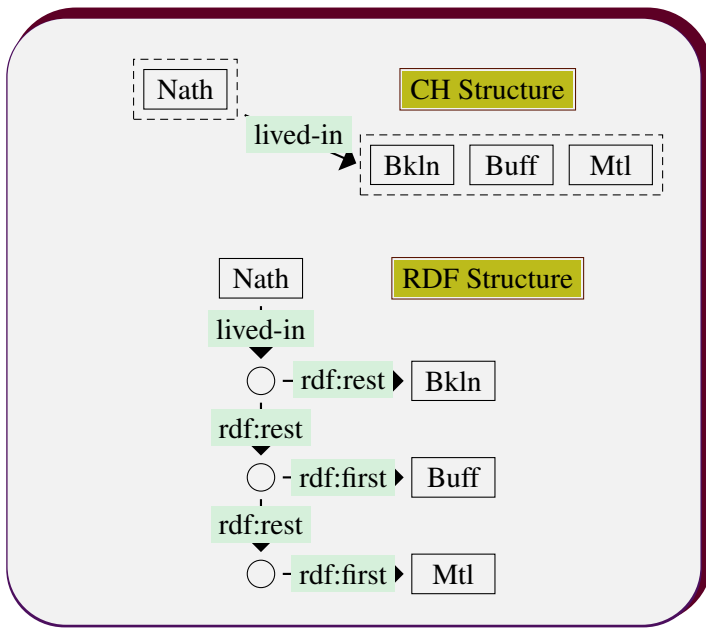 Nath
CH Structure
lived-in
Bkln Buff Mtl
Nath
RDF Structure
lived-in
rdf:rest Bkln
rdf:rest
rdf:first Buff
rdf:rest
rdf:first Mtl